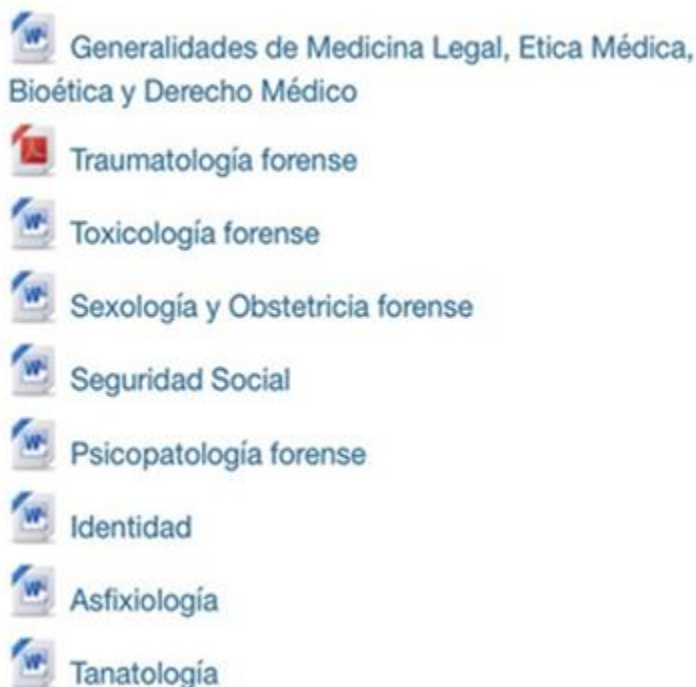 Generalidades de Medicina Legal, Etica Médica,
Bioética y Derecho Médico
Traumatología forense
Toxicología forense
Sexología y Obstetricia forense
Seguridad Social
Psicopatología forense
Identidad
Asfixiología
Tanatología